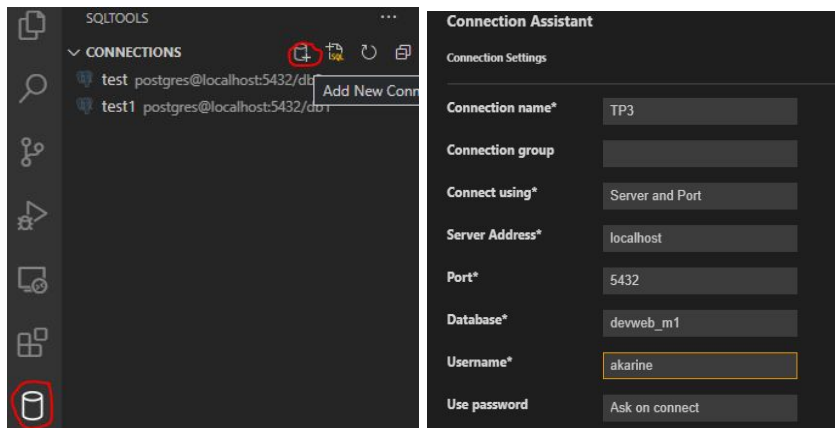 SQLTOOLS
CONNECTIONS
test postgres@localhost:5432/db
test1 postgres@localhost:5432/db1
Add New Conn
Connection Assistant
Connection Settings
Connection name* TP3
Connection group
Connect using* Server and Port
Server Address* localhost
Port* 5432
Database* devweb_m1
Username* akarine
Use password Ask on connect